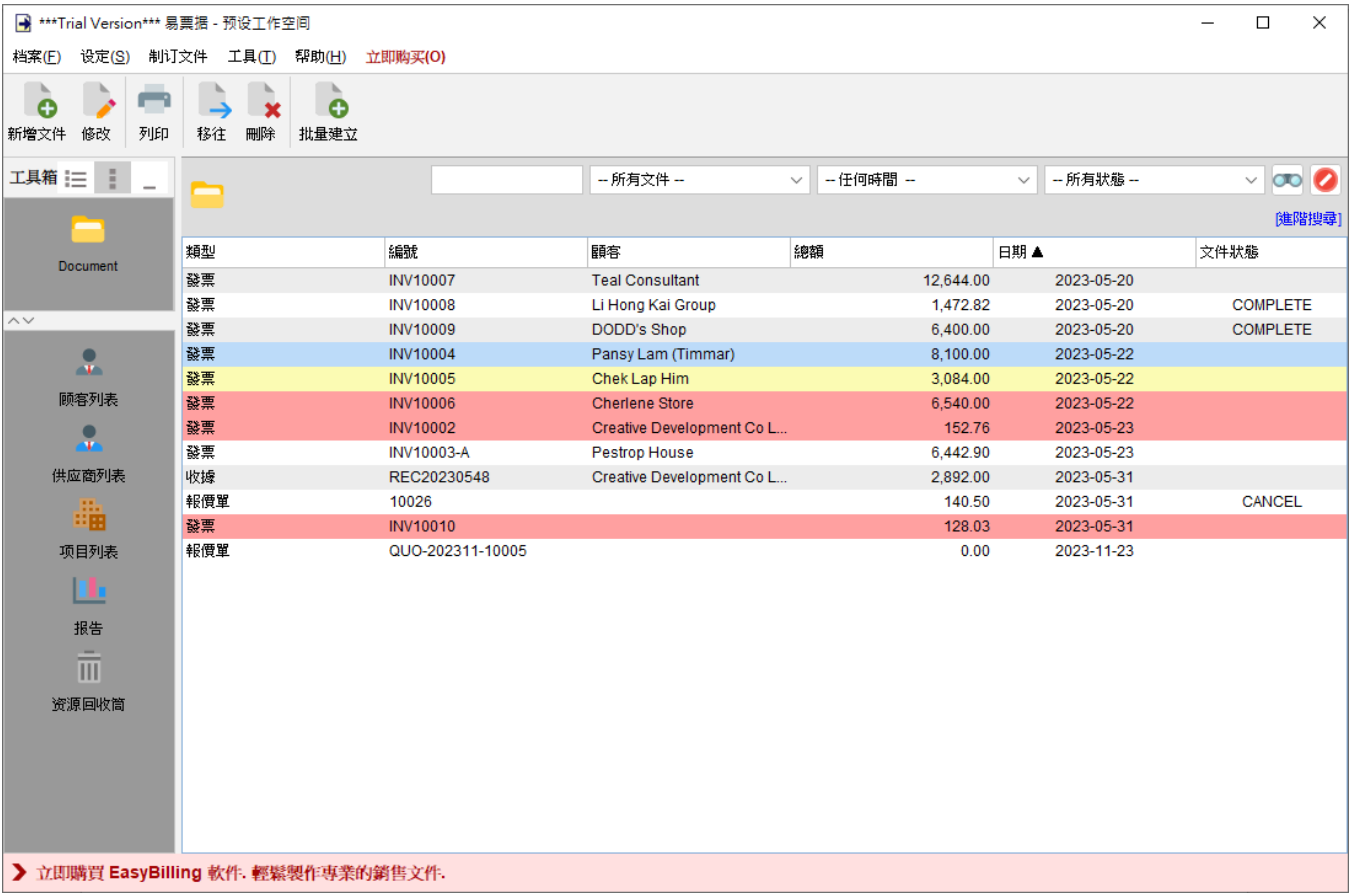 ***Trial Version*** 易票据 - 预设工作空间
档案(F) 设定(S) 制订文件 工具(T) 帮助(H) 立即购买(O)
新增文件 修改 列印 移往 刪除 批量建立
工具箱 -- 所有文件 -- -- 任何時間 -- -- 所有狀態 --
[進階搜尋]
Document
類型 編號 顧客 總額 日期 ▲ 文件狀態
發票 INV10007 Teal Consultant 12,644.00 2023-05-20
發票 INV10008 Li Hong Kai Group 1,472.82 2023-05-20 COMPLETE
發票 INV10009 DODD's Shop 6,400.00 2023-05-20 COMPLETE
發票 INV10004 Pansy Lam (Timmar) 8,100.00 2023-05-22
發票 INV10005 Chek Lap Him 3,084.00 2023-05-22
發票 INV10006 Cherlene Store 6,540.00 2023-05-22
發票 INV10002 Creative Development Co L... 152.76 2023-05-23
發票 INV10003-A Pestrop House 6,442.90 2023-05-23
收據 REC20230548 Creative Development Co L... 2,892.00 2023-05-31
報價單 10026 140.50 2023-05-31 CANCEL
發票 INV10010 128.03 2023-05-31
報價單 QUO-202311-10005 0.00 2023-11-23
顾客列表
供应商列表
项目列表
报告
资源回收筒
立即購買 EasyBilling 軟件. 輕鬆製作專業的銷售文件.